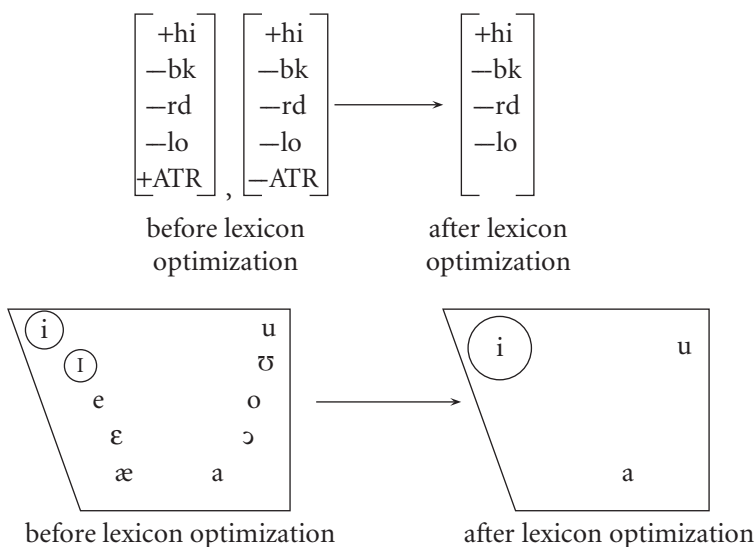 +hi +hi +hi
—bk —bk —bk
—rd —rd —rd
—lo —lo —lo
+ATR , —ATR
before lexicon after lexicon
optimization optimization
i u i u
ɪ ʊ
e o
ɛ ɔ
æ a a
before lexicon optimization after lexicon optimization